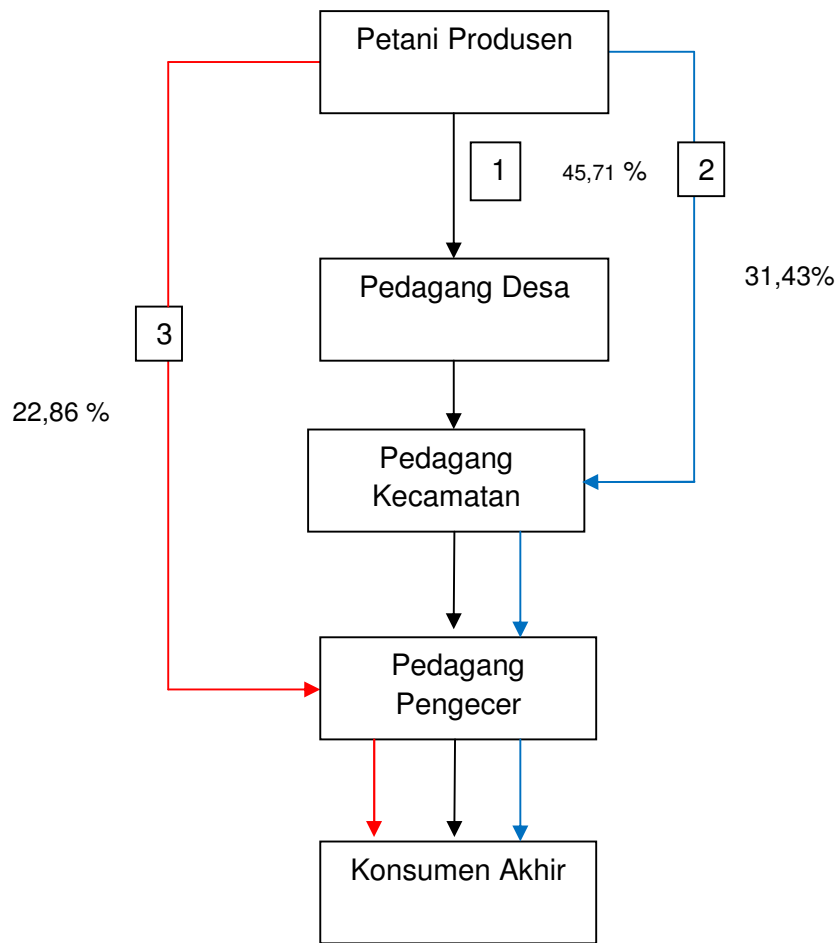 Petani Produsen
1
45,71 %
2
Pedagang Desa
31,43%
3
22,86 %
Pedagang
Kecamatan
Pedagang
Pengecer
Konsumen Akhir